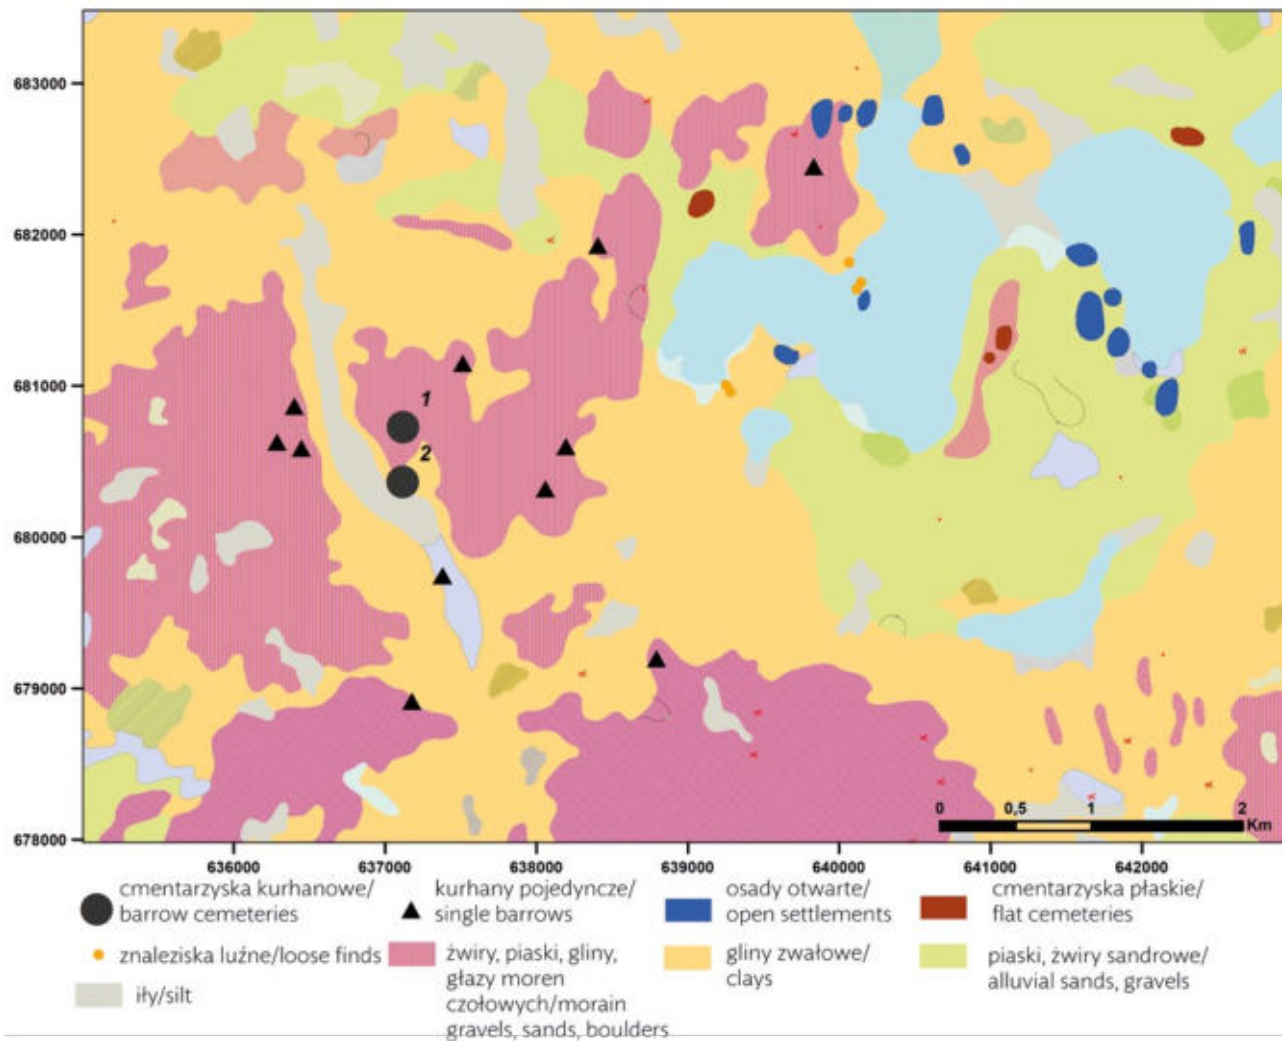 683000
682000
681000
680000
679000
678000
1
2
0 0,5 1 2
Km
636000 637000 638000 639000 640000 641000 642000
cmentarzyska kurhanowe/
barrow cemeteries
kurhany pojedyncze/
single barrows
osady otwarte/
open settlements
cmentarzyska płaskie/
flat cemeteries
znaleziska luźne/loose finds
żwiry, piaski, gliny,
głazy moren
czołowych/morain
gravels, sands, boulders
gliny zwałowe/
clays
piaski, żwiry sandrowe/
alluvial sands, gravels
iły/silt